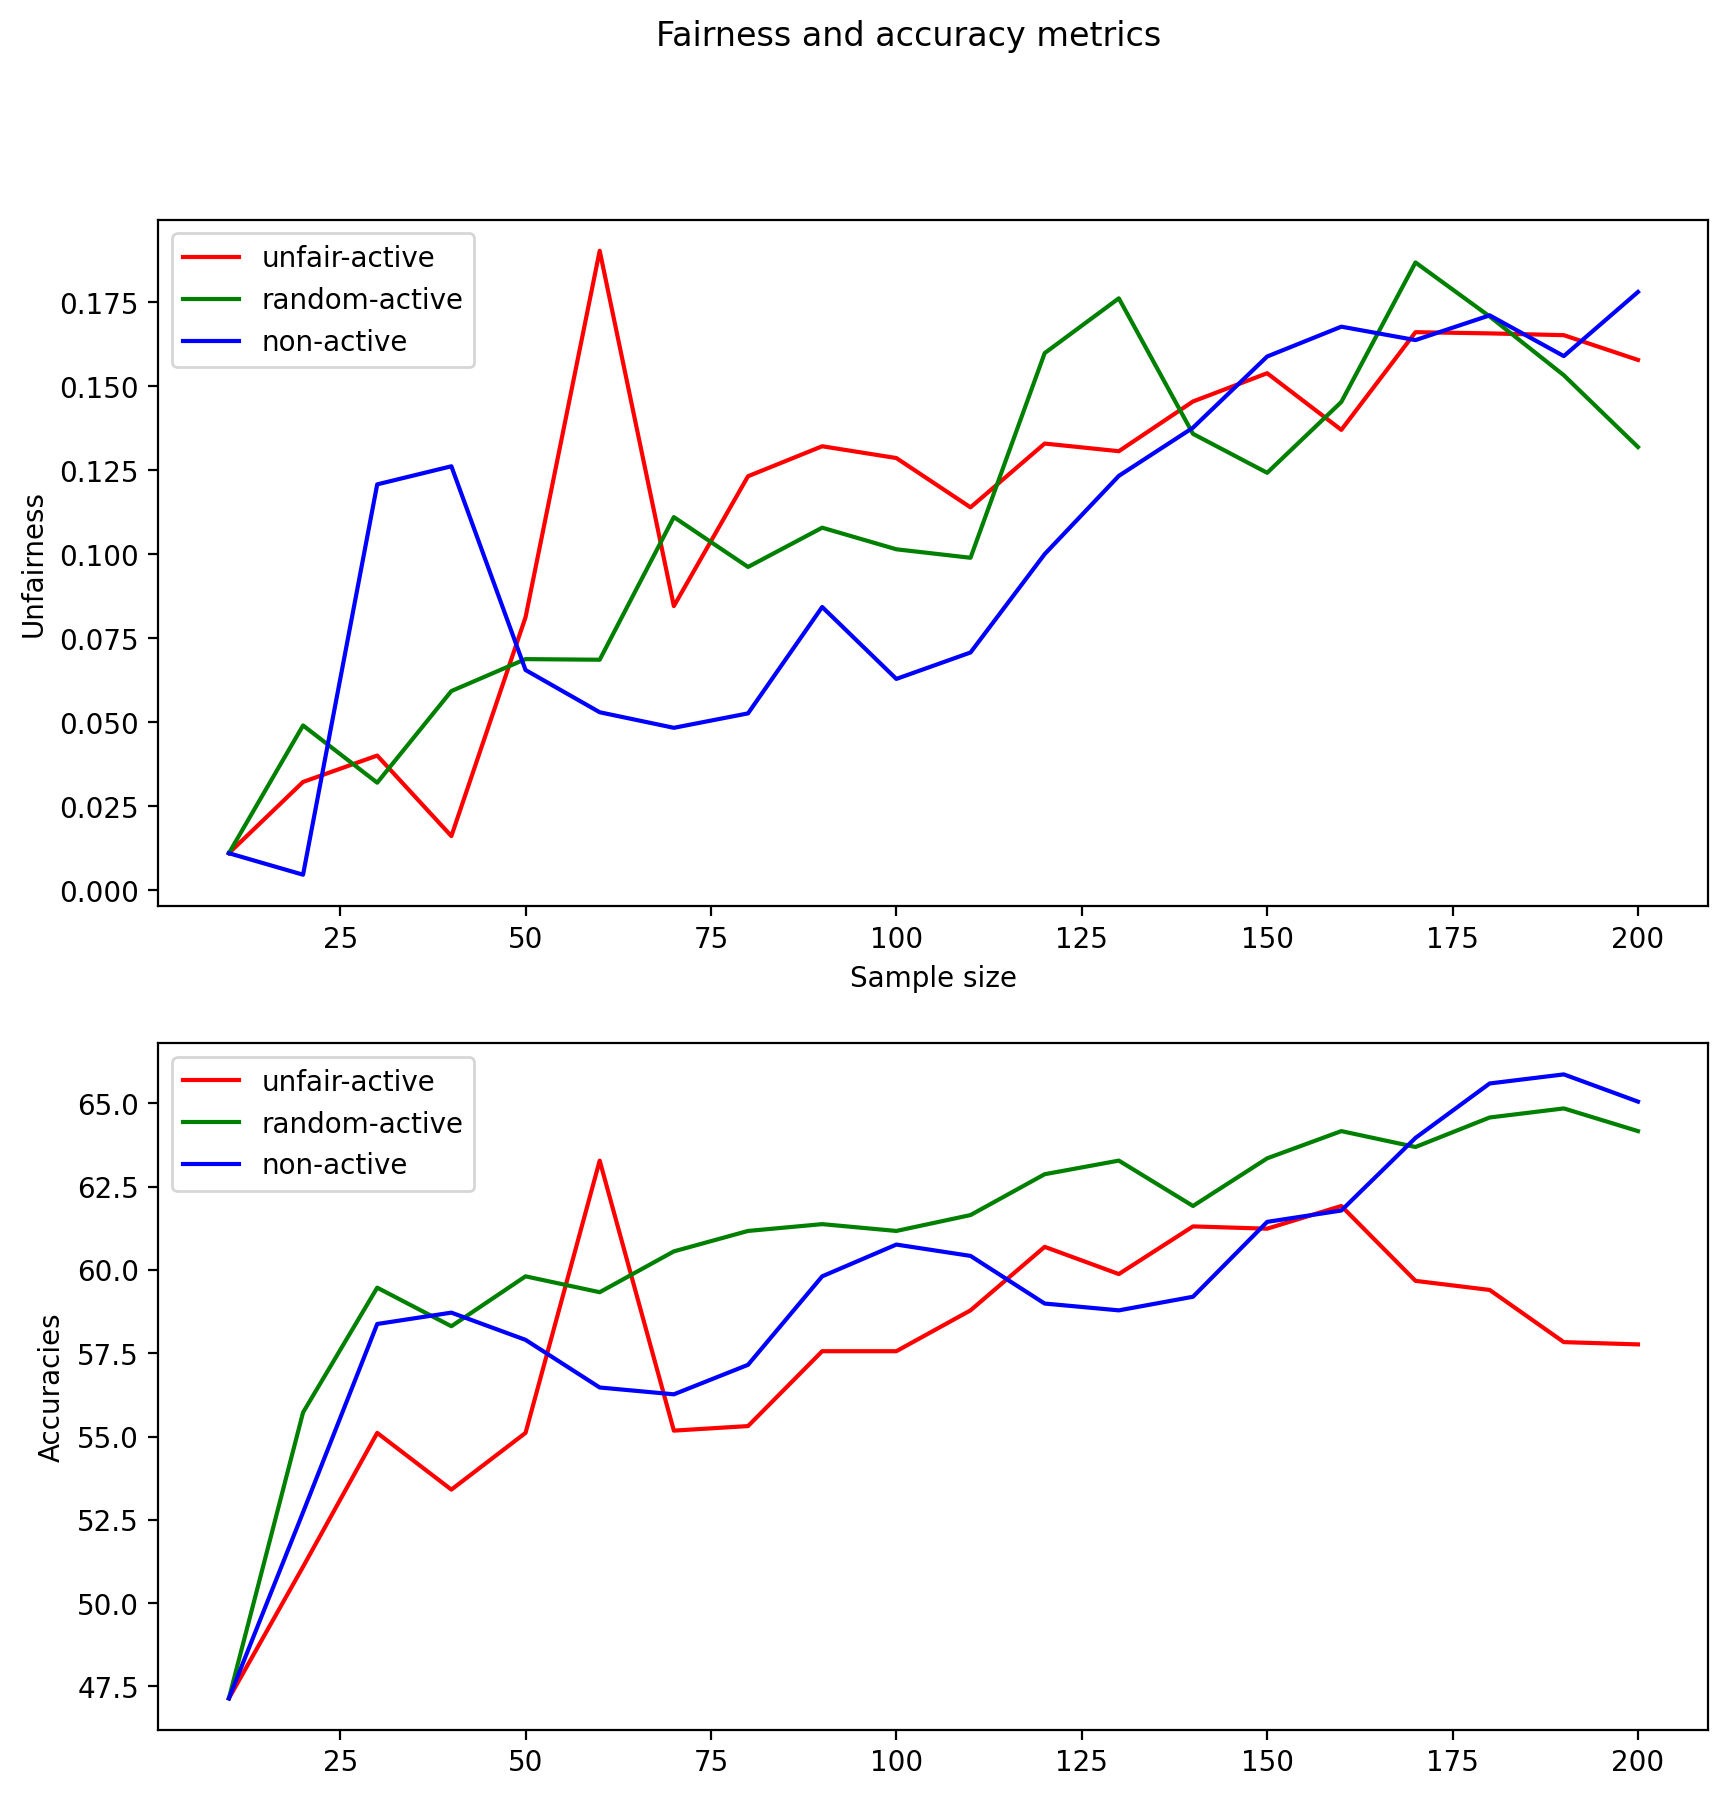 Fairness and accuracy metrics
unfair-active
random-active
non-active
0.175
0.150
0.125
0.100
0.075
0.050
0.025
0.000
Unfairness
25 50 75 100 125 150 175 200
Sample size
unfair-active
random-active
non-active
65.0
62.5
60.0
57.5
55.0
52.5
50.0
47.5
Accuracies
25 50 75 100 125 150 175 200